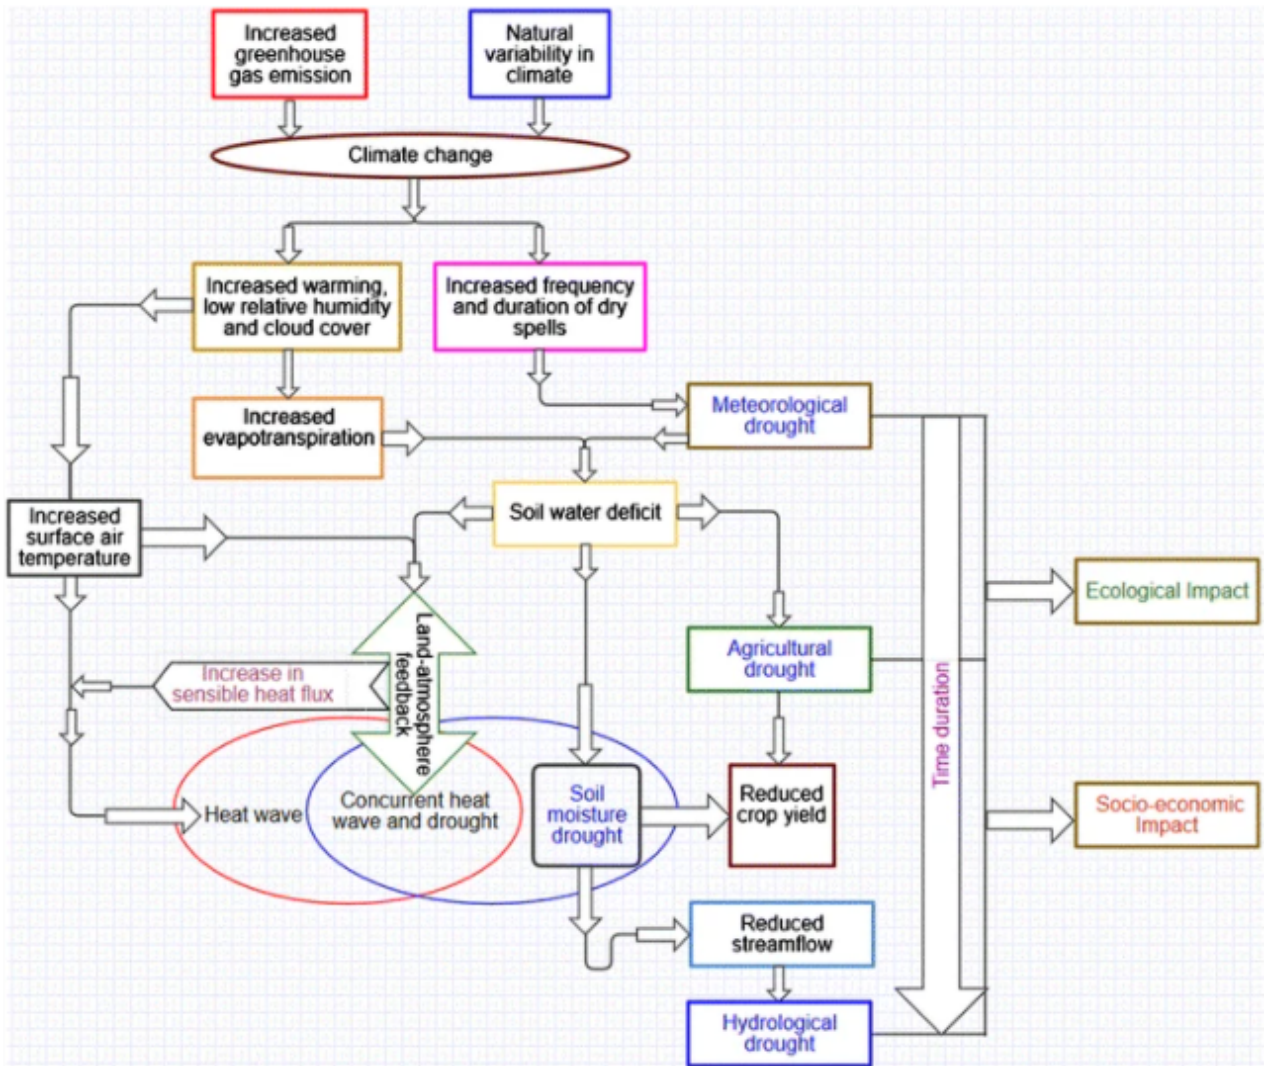 Increased
greenhouse
gas emission
Natural
variability in
climate
Climate change
Increased warming,
low relative humidity
and cloud cover
Increased frequency
and duration of dry
spells
Increased
evapotranspiration
Meteorological
drought
Increased
surface air
temperature
Soil water deficit
Land-atmosphere
feedback
Increase in
sensible heat flux
Agricultural
drought
Ecological Impact
Time duration
Heat wave
Concurrent heat
wave and drought
Soil
moisture
drought
Reduced
crop yield
Socio-economic
Impact
Reduced
streamflow
Hydrological
drought